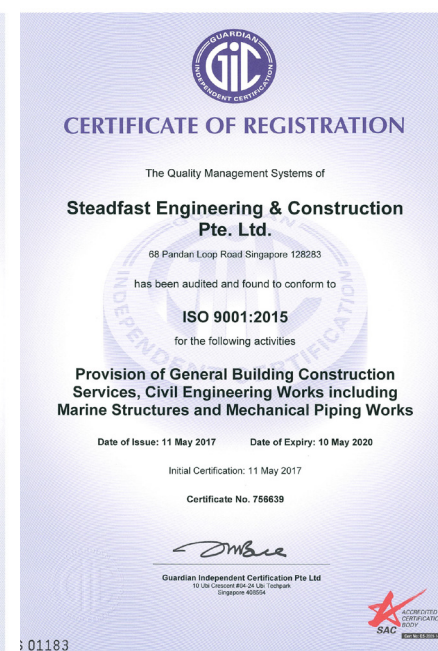 GUARDIAN
GIC
INDEPENDENT CERTIFICATION
CERTIFICATE OF REGISTRATION
The Quality Management Systems of
Steadfast Engineering & Construction
Pte. Ltd.
68 Pandan Loop Road Singapore 128283
has been audited and found to conform to
ISO 9001:2015
for the following activities
Provision of General Building Construction
Services, Civil Engineering Works including
Marine Structures and Mechanical Piping Works
Date of Issue: 11 May 2017 Date of Expiry: 10 May 2020
Initial Certification: 11 May 2017
Certificate No. 756639
Guardian Independent Certification Pte Ltd
10 Ubi Crescent #04-24 Ubi Techpark
Singapore 408564
SAC
ACCREDITED
CERTIFICATION
BODY
01183